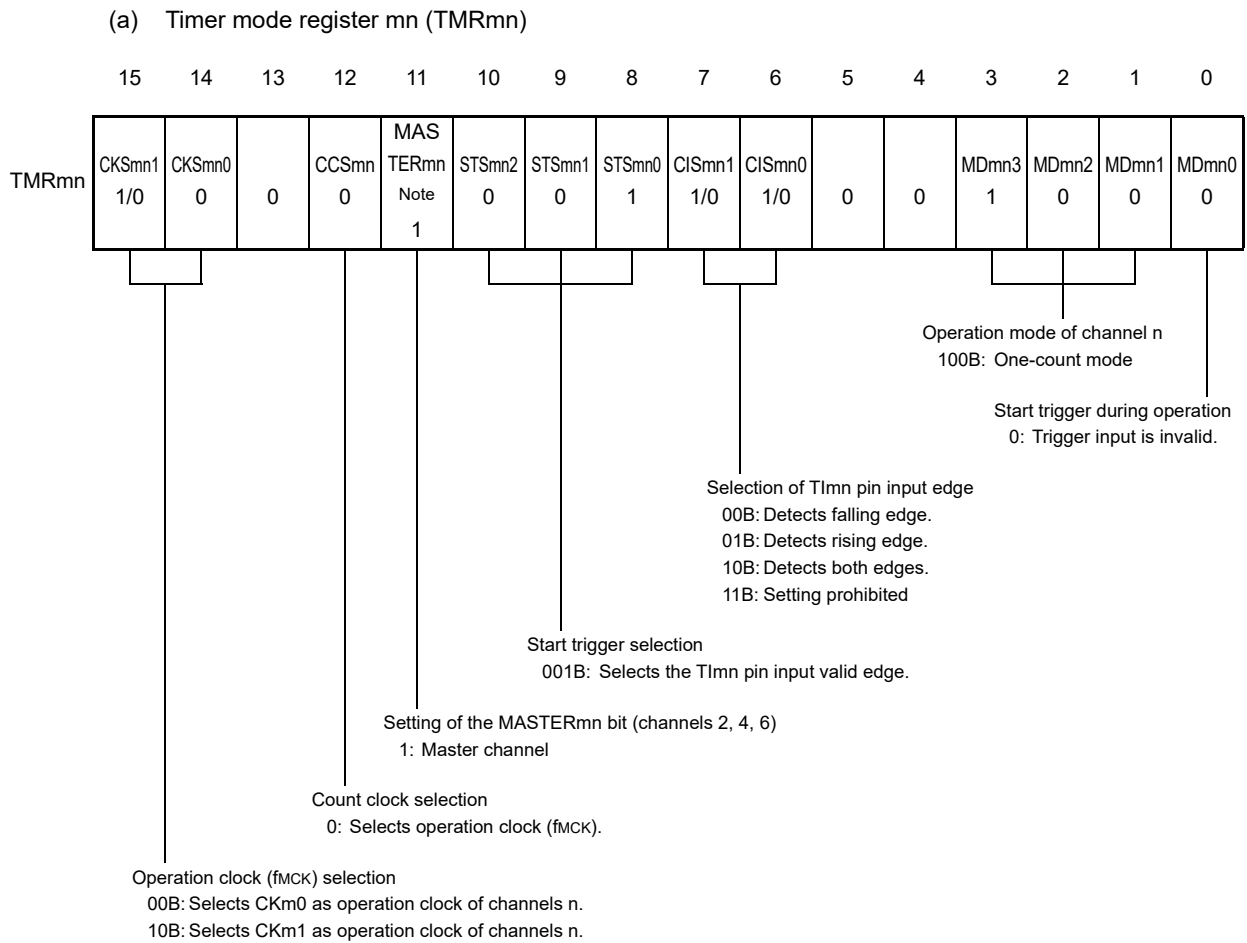 (a) Timer mode register mn (TMRmn)
15 14 13 12 11 10 9 8 7 6 5 4 3 2 1 0
TMRmn
CKSmn1 CKSmn0 CCSmn MAS TERmn Note STSmn2 STSmn1 STSmn0 CISmn1 CISmn0 MDmn3 MDmn2 MDmn1 MDmn0
1/0 0 0 0 1 0 0 1 1/0 1/0 0 0 1 0 0 0
Operation mode of channel n
100B: One-count mode
Start trigger during operation
0: Trigger input is invalid.
Selection of TImn pin input edge
00B: Detects falling edge.
01B: Detects rising edge.
10B: Detects both edges.
11B: Setting prohibited
Start trigger selection
001B: Selects the TImn pin input valid edge.
Setting of the MASTERmn bit (channels 2, 4, 6)
1: Master channel
Count clock selection
0: Selects operation clock (fMCK).
Operation clock (fMCK) selection
00B: Selects CKm0 as operation clock of channels n.
10B: Selects CKm1 as operation clock of channels n.